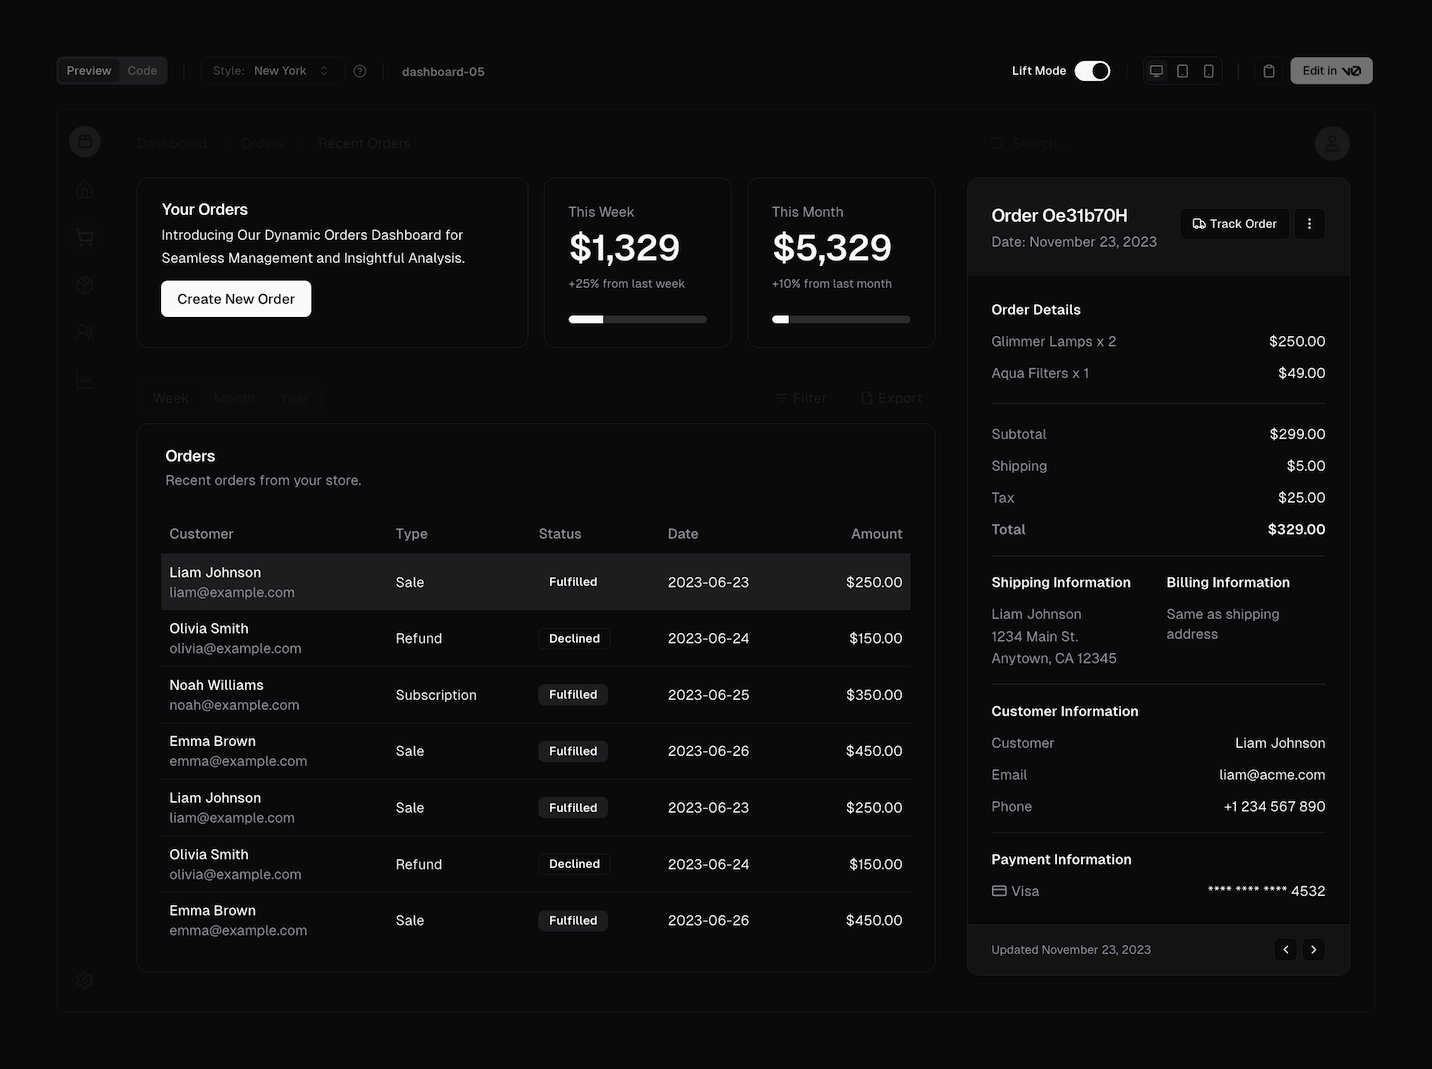 Preview Code Style: New York dashboard-05 Lift Mode Edit in v0
Dashboard Orders Recent Orders Search...
Your Orders
Introducing Our Dynamic Orders Dashboard for
Seamless Management and Insightful Analysis.
Create New Order
This Week
$1,329
+25% from last week
This Month
$5,329
+10% from last month
Week Month Year Filter Export
Orders
Recent orders from your store.
Customer Type Status Date Amount
Liam Johnson
liam@example.com
Sale Fulfilled 2023-06-23 $250.00
Olivia Smith
olivia@example.com
Refund Declined 2023-06-24 $150.00
Noah Williams
noah@example.com
Subscription Fulfilled 2023-06-25 $350.00
Emma Brown
emma@example.com
Sale Fulfilled 2023-06-26 $450.00
Liam Johnson
liam@example.com
Sale Fulfilled 2023-06-23 $250.00
Olivia Smith
olivia@example.com
Refund Declined 2023-06-24 $150.00
Emma Brown
emma@example.com
Sale Fulfilled 2023-06-26 $450.00
Order Oe31b70H
Date: November 23, 2023
Track Order
Order Details
Glimmer Lamps x 2 $250.00
Aqua Filters x 1 $49.00
Subtotal $299.00
Shipping $5.00
Tax $25.00
Total $329.00
Shipping Information
Liam Johnson
1234 Main St.
Anytown, CA 12345
Billing Information
Same as shipping
address
Customer Information
Customer Liam Johnson
Email liam@acme.com
Phone +1 234 567 890
Payment Information
Visa **** **** **** 4532
Updated November 23, 2023